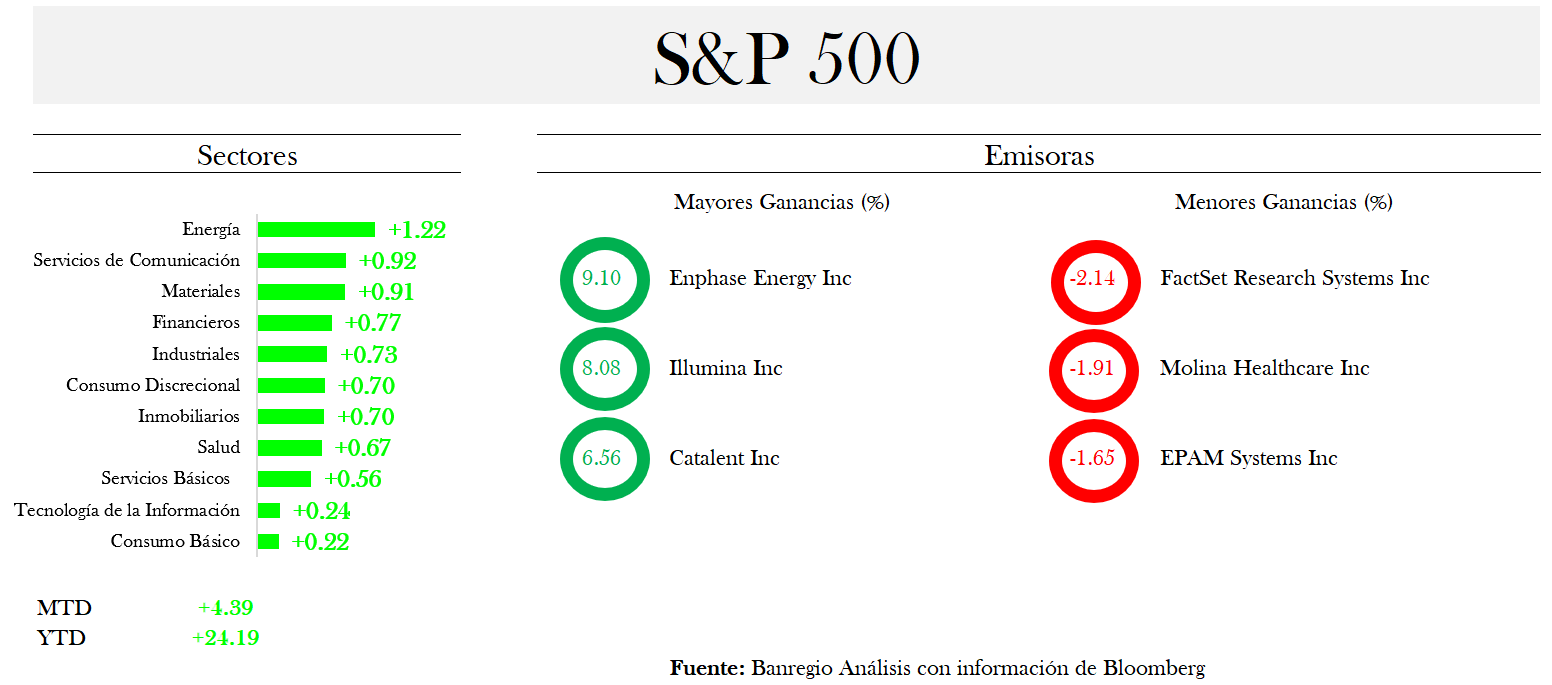 S&P 500
Sectores
Energía +1.22
Servicios de Comunicación +0.92
Materiales +0.91
Financieros +0.77
Industriales +0.73
Consumo Discrecional +0.70
Inmobiliarios +0.70
Salud +0.67
Servicios Básicos +0.56
Tecnología de la Información +0.24
Consumo Básico +0.22
MTD +4.39
YTD +24.19
Emisoras
Mayores Ganancias (%)
9.10 Enphase Energy Inc
8.08 Illumina Inc
6.56 Catalent Inc
Menores Ganancias (%)
-2.14 FactSet Research Systems Inc
-1.91 Molina Healthcare Inc
-1.65 EPAM Systems Inc
Fuente: Banregio Análisis con información de Bloomberg